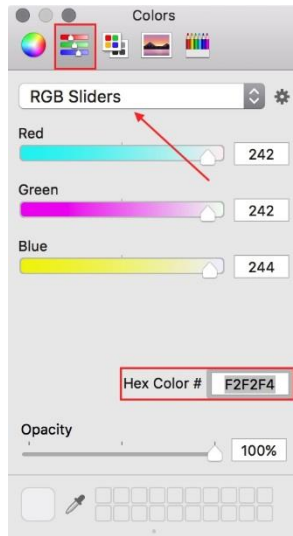 Colors
RGB Sliders
Red
242
Green
242
Blue
244
Hex Color # F2F2F4
Opacity
100%